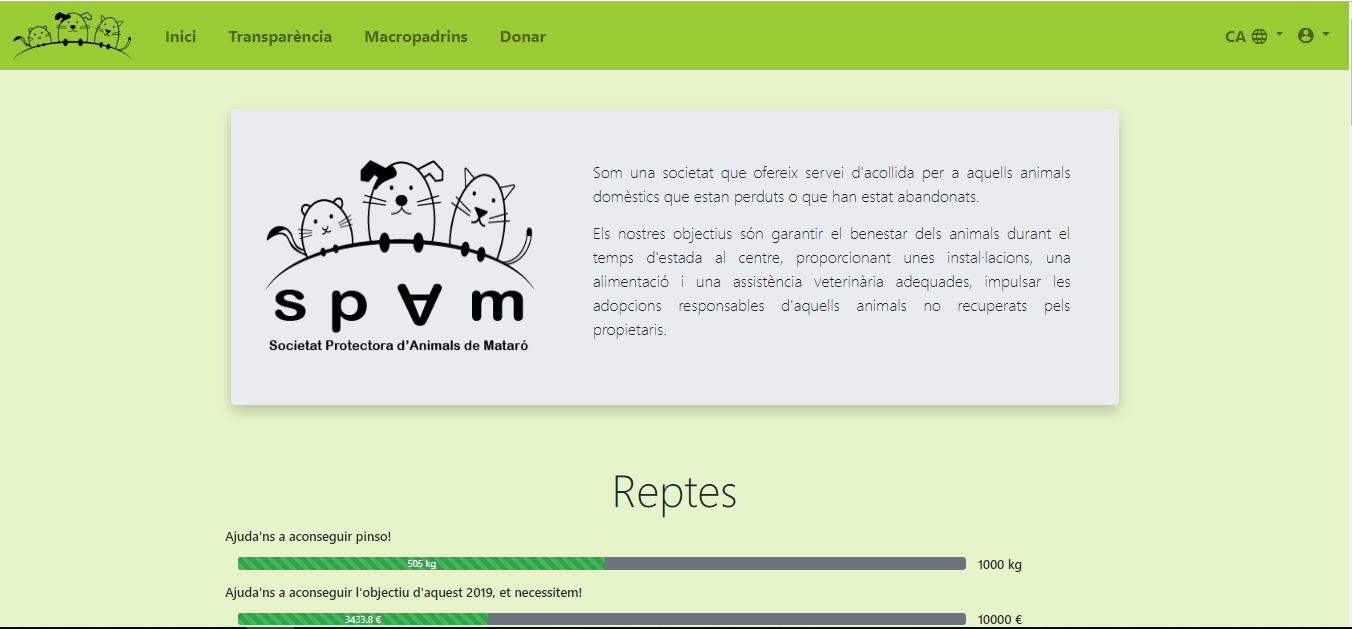 Inici Transparència Macropadrins Donar CA
Som una societat que ofereix servei d'acollida per a aquells animals
domèstics que estan perduts o que han estat abandonats.
Els nostres objectius són garantir el benestar dels animals durant el
temps d'estada al centre, proporcionant unes instal·lacions, una
alimentació i una assistència veterinària adequades, impulsar les
adopcions responsables d'aquells animals no recuperats pels
propietaris.
sp∀m
Societat Protectora d'Animals de Mataró
Reptes
Ajuda'ns a aconseguir pinso!
505 kg 1000 kg
Ajuda'ns a aconseguir l'objectiu d'aquest 2019, et necessitem!
3433.8 € 10000 €